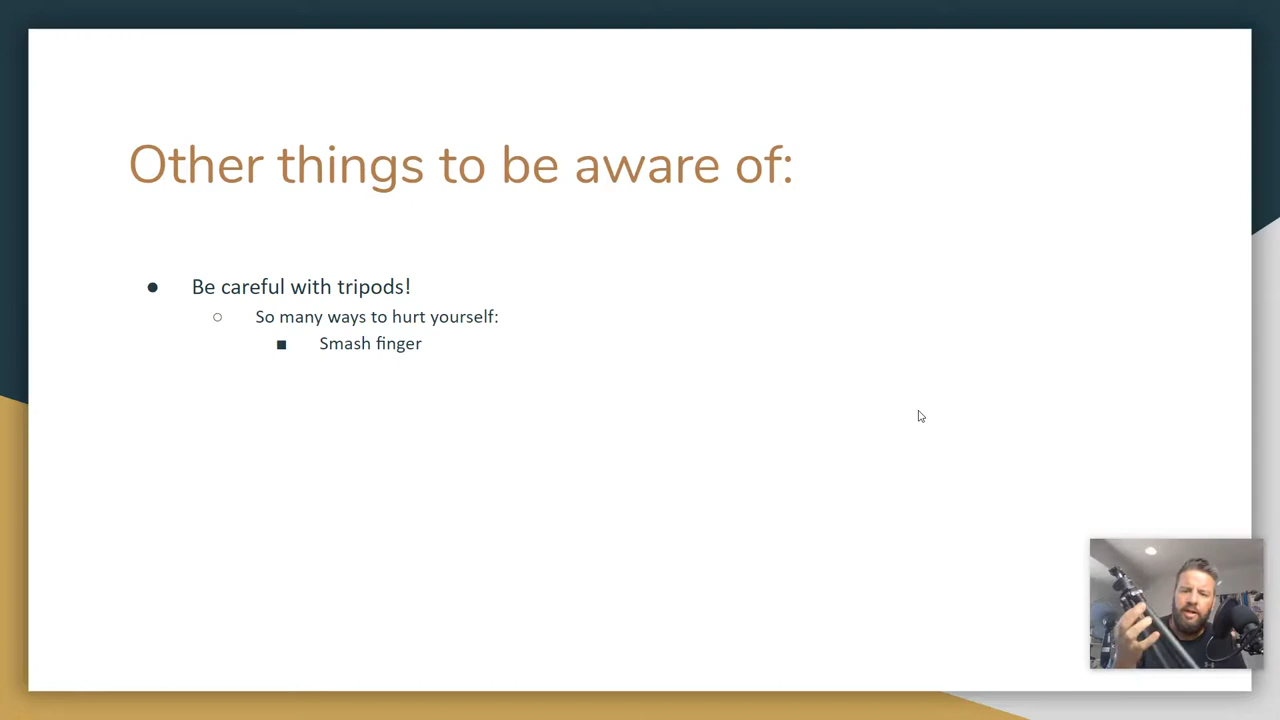 Other things to be aware of:
Be careful with tripods!
So many ways to hurt yourself:
Smash finger